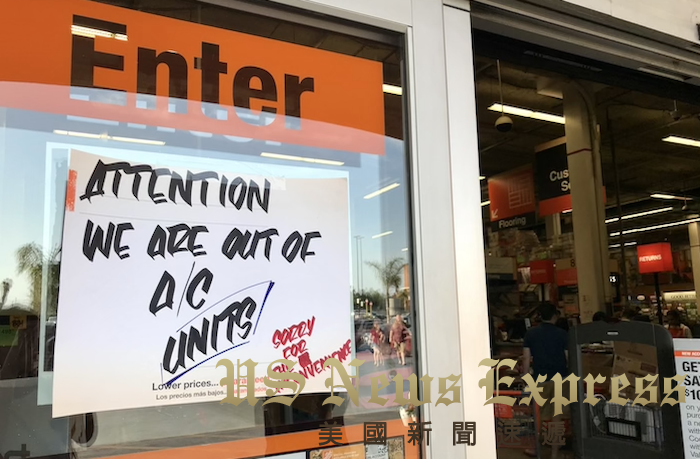 Enter
ATTENTION
WE ARE OUT OF
A/C
UNITS
SORRY
FOR
Lower prices...
Los precios más bajos
Flooring
RETURNS
GET
US News Express
美國新聞速遞